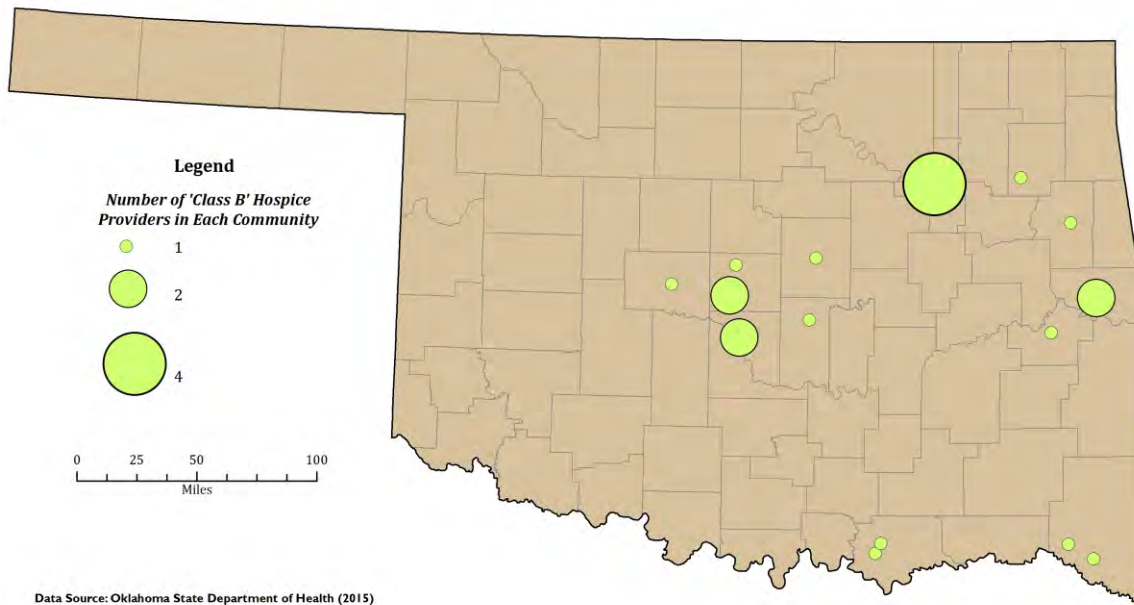 Legend
Number of 'Class B' Hospice
Providers in Each Community
1
2
4
0 25 50 100
Miles
Data Source: Oklahoma State Department of Health (2015)